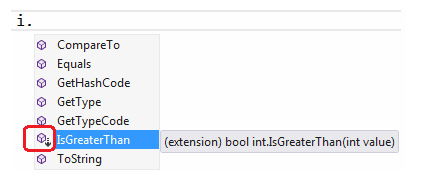 i.
CompareTo
Equals
GetHashCode
GetType
GetTypeCode
IsGreaterThan (extension) bool int.IsGreaterThan(int value)
ToString